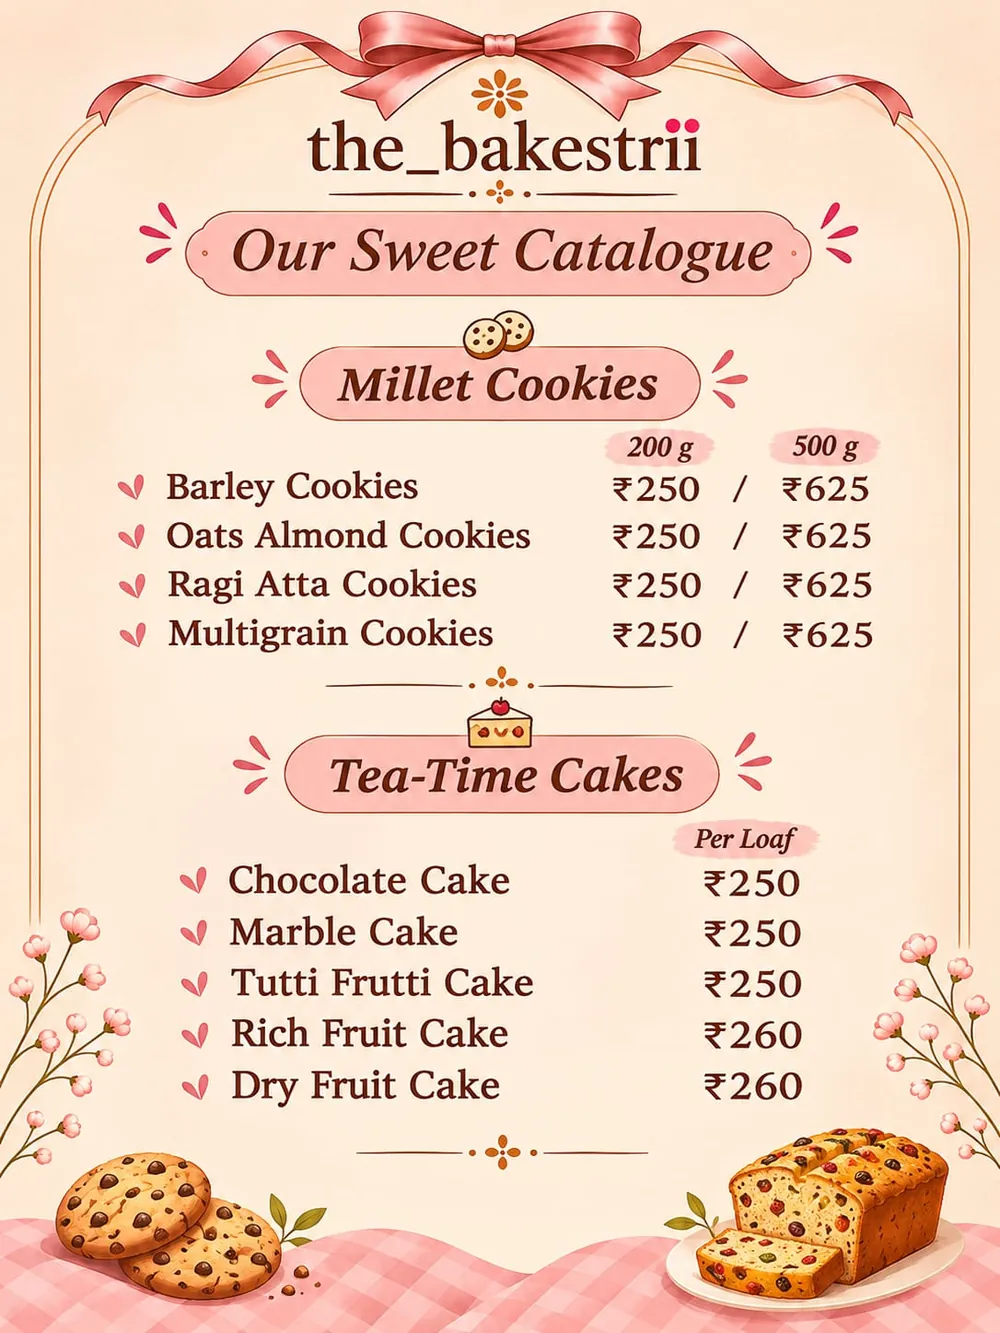 the_bakestrii
Our Sweet Catalogue
Millet Cookies
200 g 500 g
Barley Cookies ₹250 / ₹625
Oats Almond Cookies ₹250 / ₹625
Ragi Atta Cookies ₹250 / ₹625
Multigrain Cookies ₹250 / ₹625
Tea-Time Cakes
Per Loaf
Chocolate Cake ₹250
Marble Cake ₹250
Tutti Frutti Cake ₹250
Rich Fruit Cake ₹260
Dry Fruit Cake ₹260